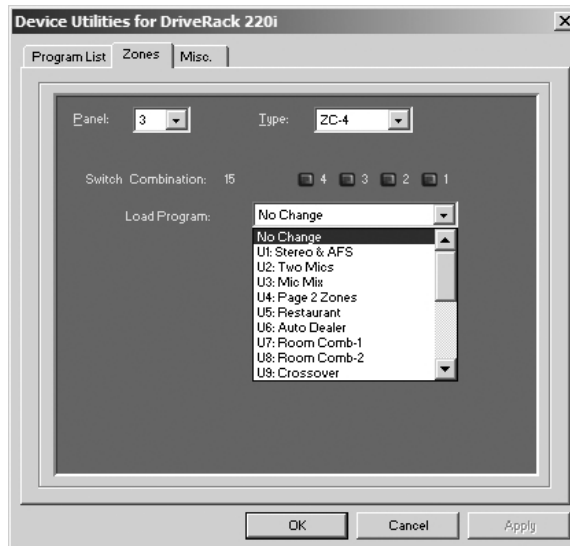 Device Utilities for DriveRack 220i X
Program List Zones Misc.
Panel: 3 Type: ZC-4
Switch Combination: 15 4 3 2 1
Load Program: No Change
No Change
U1: Stereo & AFS
U2: Two Mics
U3: Mic Mix
U4: Page 2 Zones
U5: Restaurant
U6: Auto Dealer
U7: Room Comb-1
U8: Room Comb-2
U9: Crossover
OK Cancel Apply